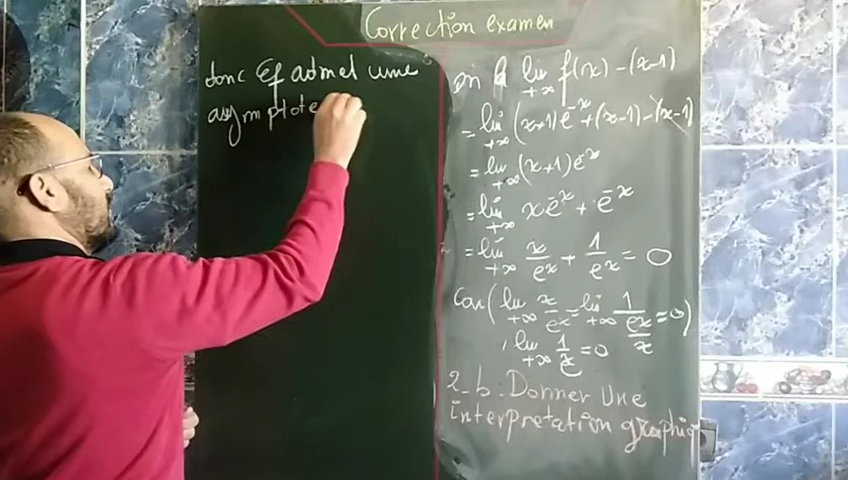 Correction examen
donc Cf admet une
asymptote
lim f(x) - (x-1)
+∞
= lim (x+1)e^-x + (x-1) - (x-1)
+∞
= lim (x+1)e^-x
+∞
= lim xe^-x + e^-x
+∞
= lim x/e^x + 1/e^x = 0
+∞
Car (lim x/e^x = lim 1/(e^x/x) = 0)
+∞ +∞
, lim 1/e^x = 0
+∞
2-b. Donner Une
interpretation graphiq